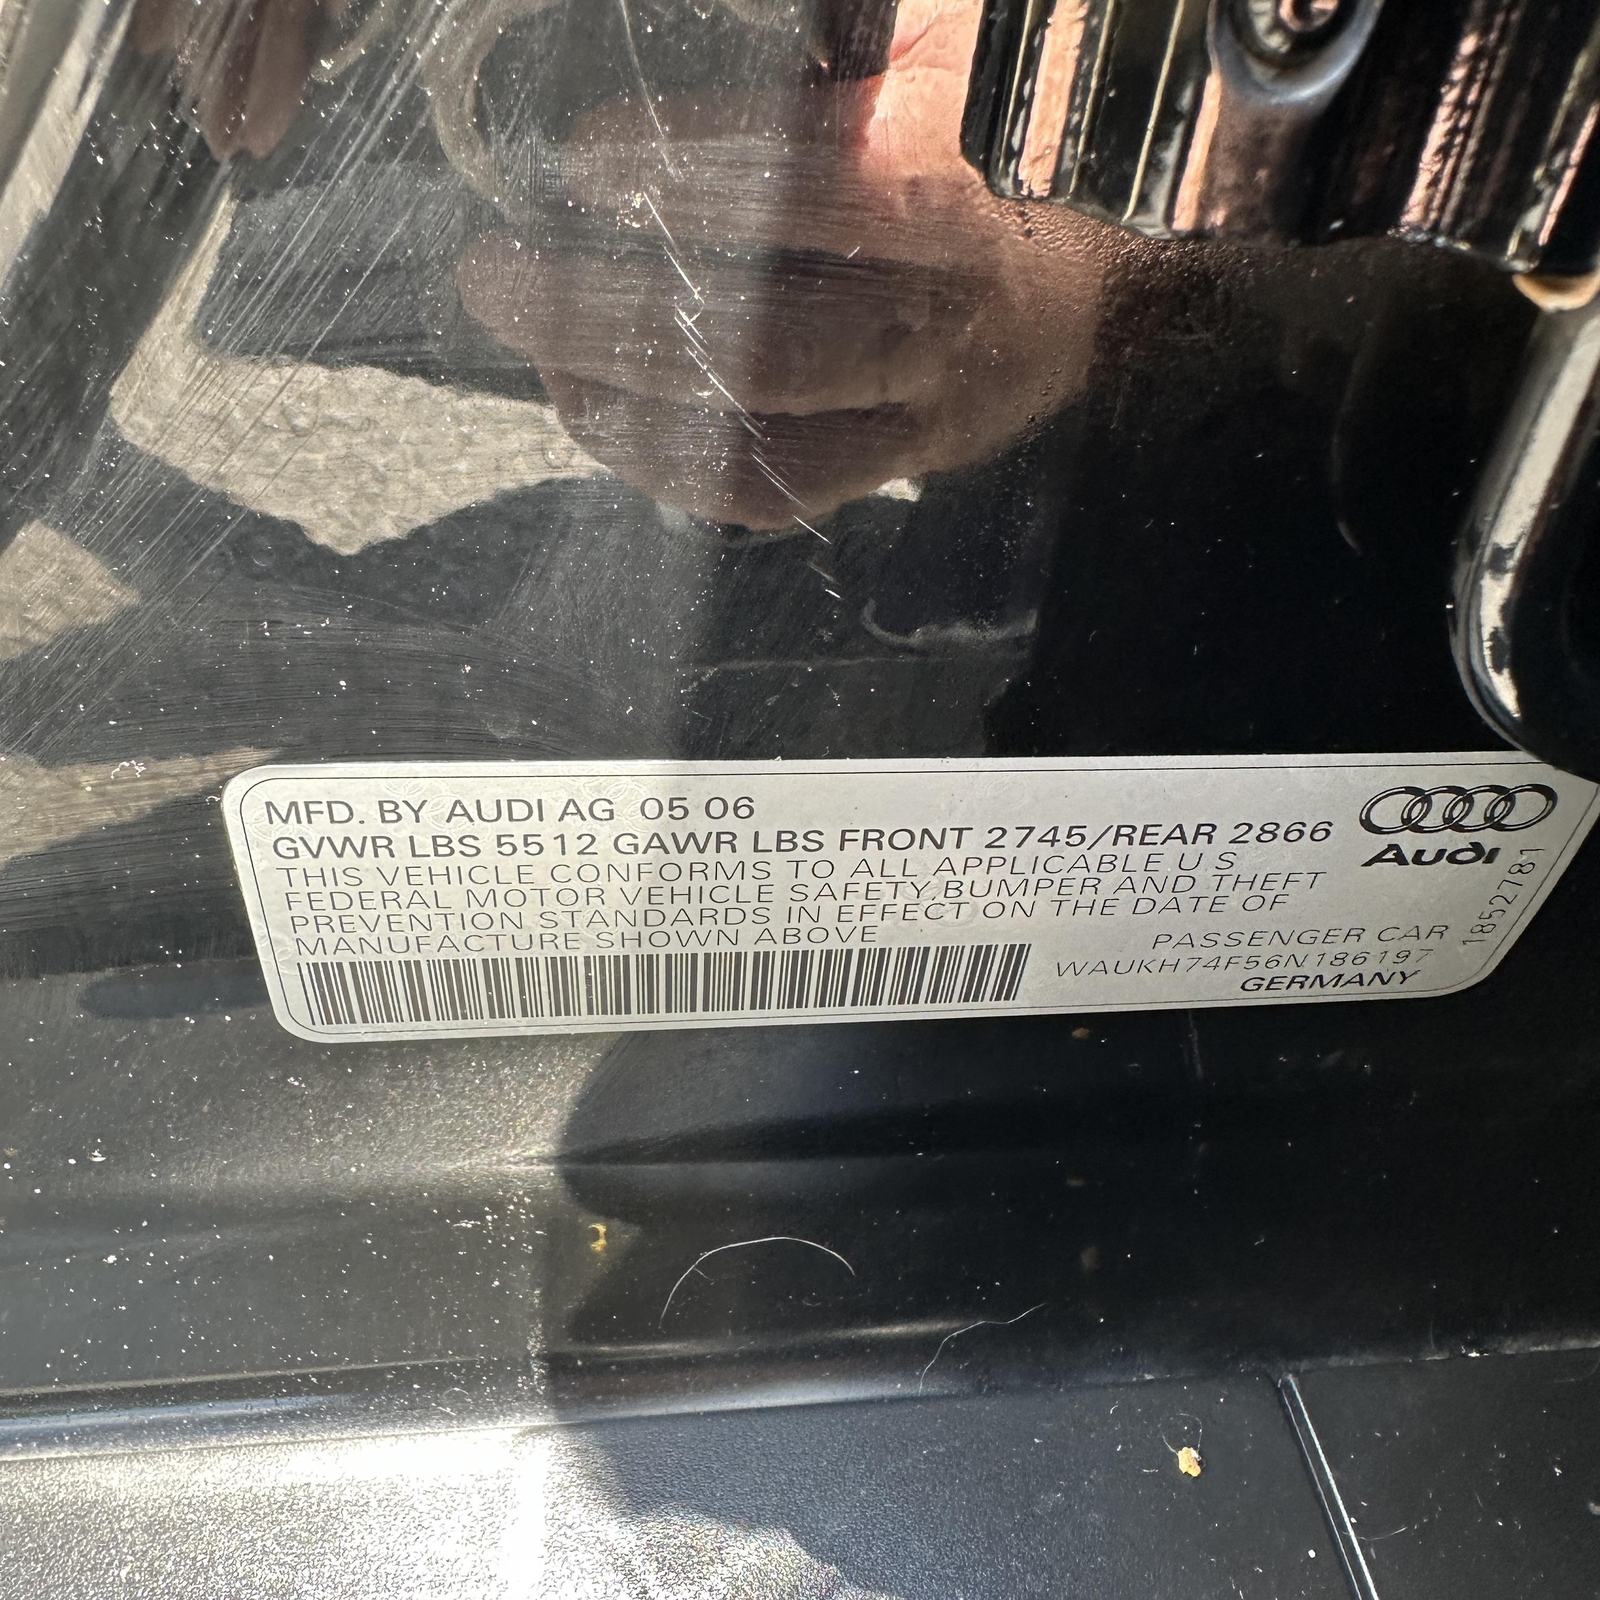 MFD. BY AUDI AG 05 06
GVWR LBS 5512 GAWR LBS FRONT 2745/REAR 2866
THIS VEHICLE CONFORMS TO ALL APPLICABLE U S
FEDERAL MOTOR VEHICLE SAFETY,BUMPER AND THEFT
PREVENTION STANDARDS IN EFFECT ON THE DATE OF
MANUFACTURE SHOWN ABOVE
Audi
PASSENGER CAR
WAUKH74F56N186197
GERMANY
1852781